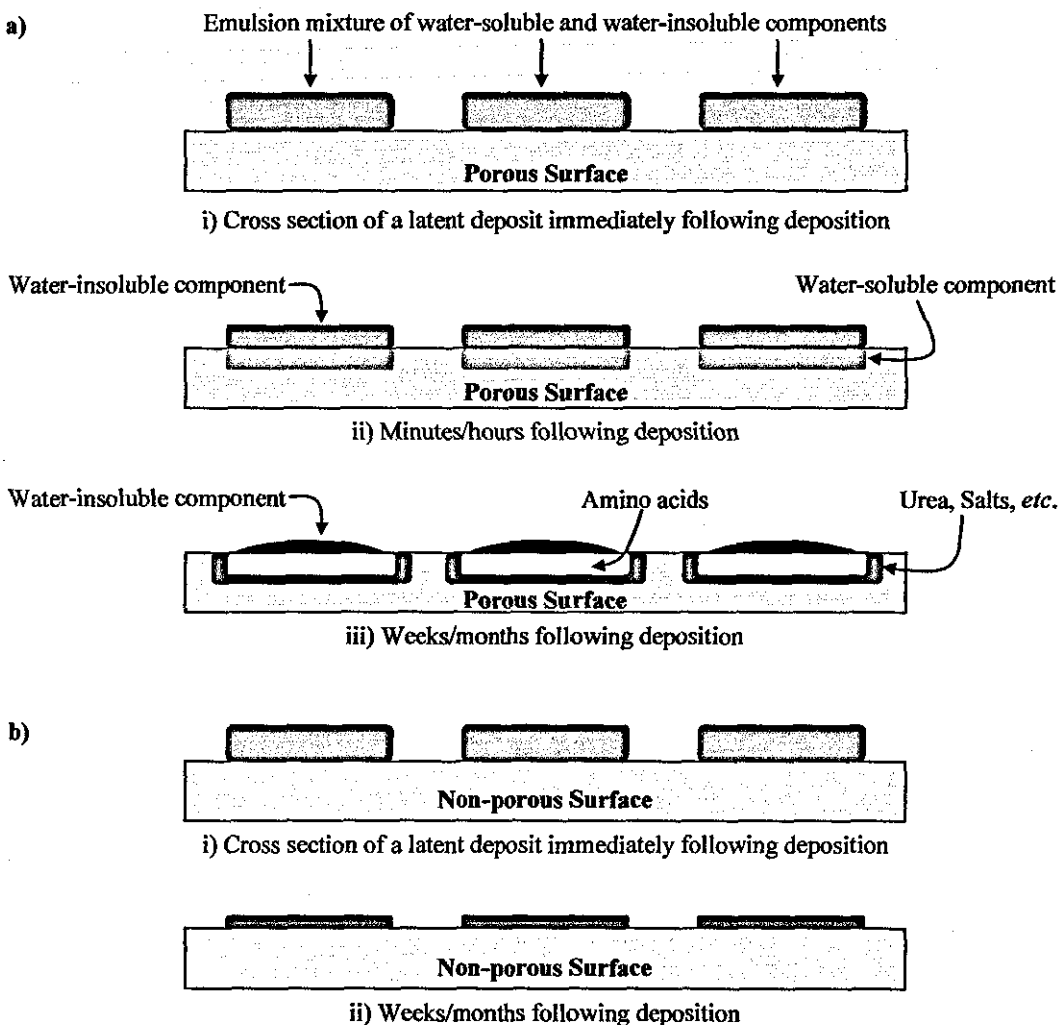 a)
Emulsion mixture of water-soluble and water-insoluble components
Porous Surface
i) Cross section of a latent deposit immediately following deposition
Water-insoluble component
Water-soluble component
Porous Surface
ii) Minutes/hours following deposition
Water-insoluble component
Amino acids
Urea, Salts, etc.
Porous Surface
iii) Weeks/months following deposition
b)
Non-porous Surface
i) Cross section of a latent deposit immediately following deposition
Non-porous Surface
ii) Weeks/months following deposition